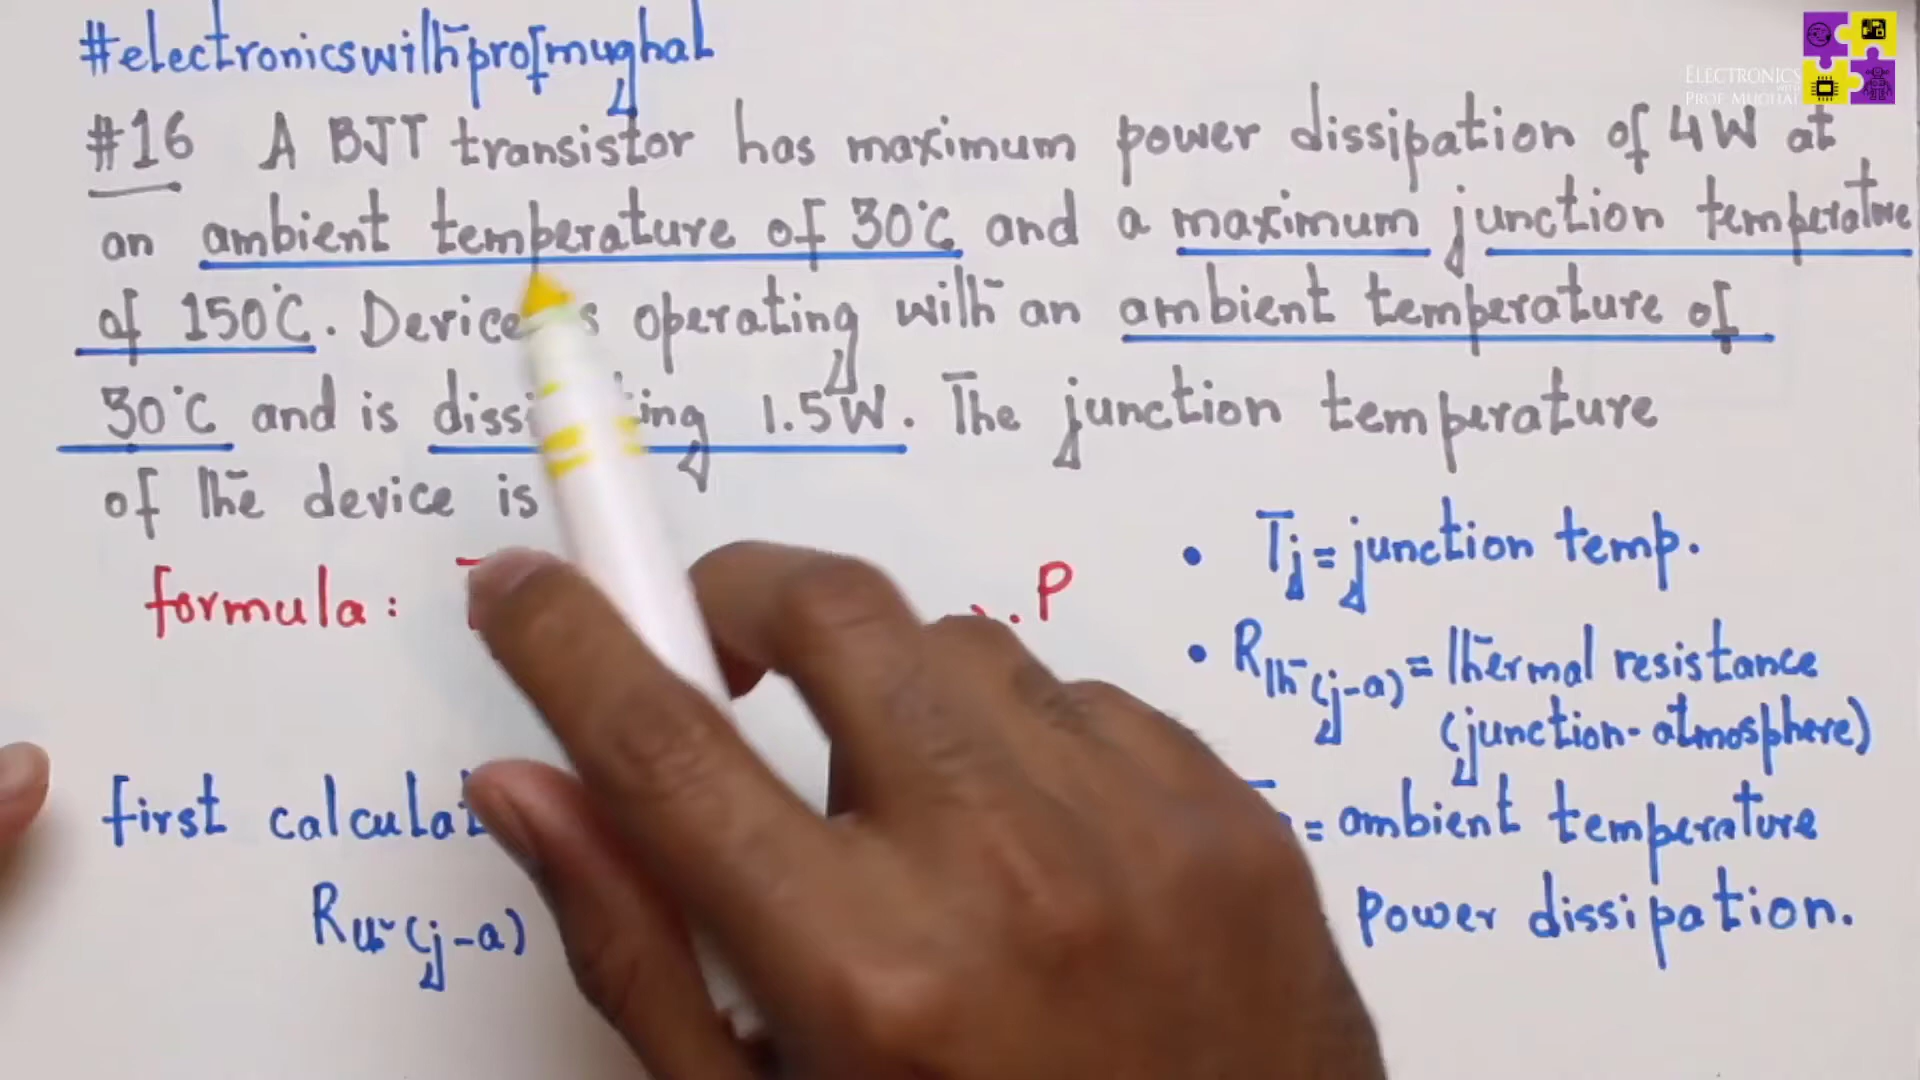 #electronicswithprofmughal
ELECTRONICS
WITH
PROF MUGHAL
#16 A BJT transistor has maximum power dissipation of 4W at
an ambient temperature of 30°C and a maximum junction temperature
of 150°C. Device operating with an ambient temperature of
30°C and is 1.5W. The junction temperature
of the device is
formula: . P
• Tj = junction temp.
• Rth(j-a) = thermal resistance
(junction-atmosphere)
= ambient temperature
power dissipation.
first
Rth(j-a)